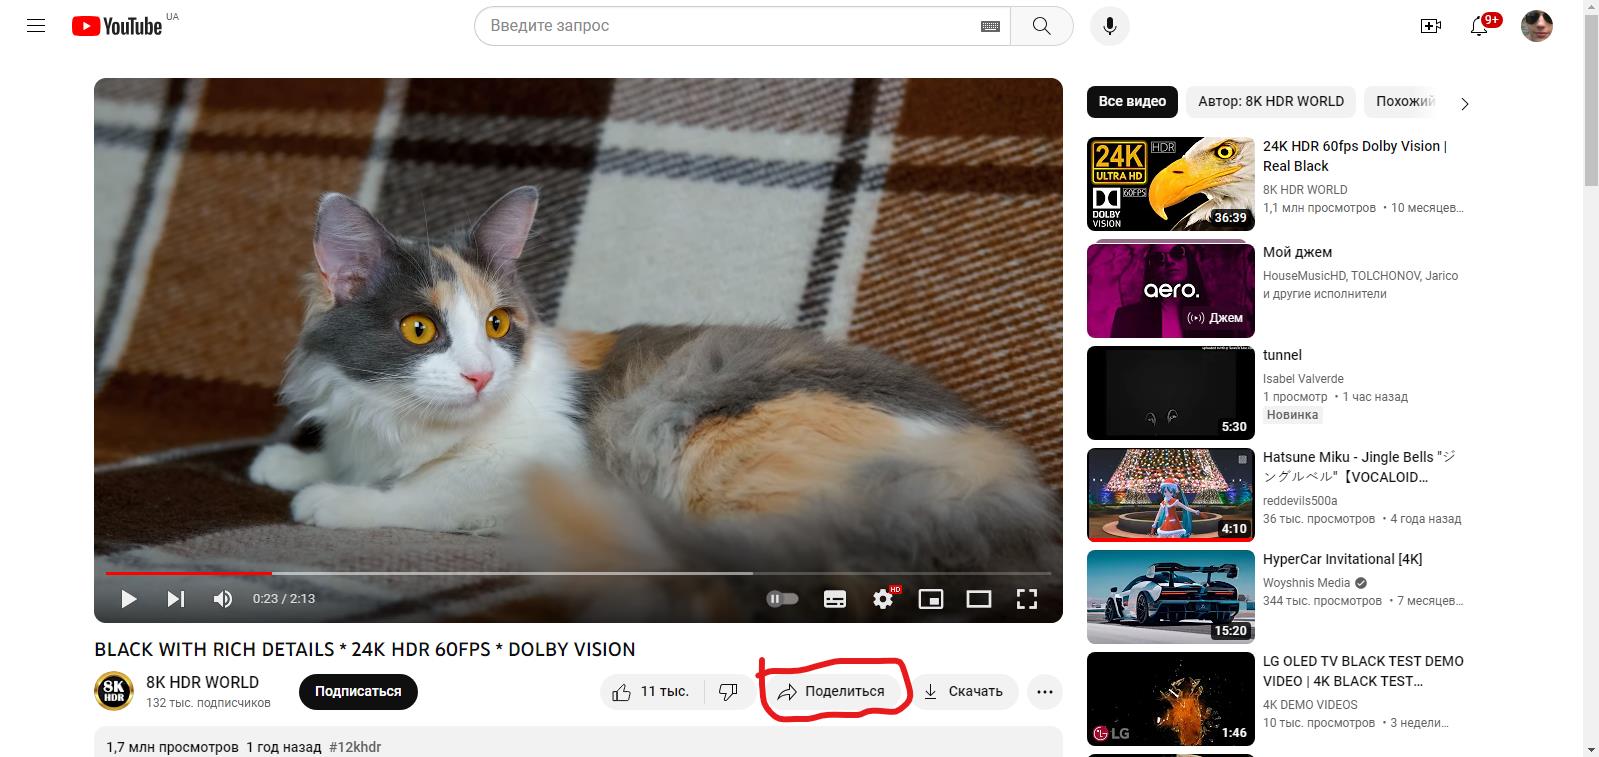 YouTube UA
Введите запрос
9+
0:23 / 2:13
HD
BLACK WITH RICH DETAILS * 24K HDR 60FPS * DOLBY VISION
8K HDR
8K HDR WORLD
132 тыс. подписчиков
Подписаться
11 тыс.
Поделиться
Скачать
1,7 млн просмотров 1 год назад #12khdr
Все видео
Автор: 8K HDR WORLD
Похожий
24K HDR
ULTRA HD
60FPS
DOLBY
VISION
36:39
24K HDR 60fps Dolby Vision |
Real Black
8K HDR WORLD
1,1 млн просмотров • 10 месяцев…
aero.
Джем
Мой джем
HouseMusicHD, TOLCHONOV, Jarico
и другие исполнители
5:30
tunnel
Isabel Valverde
1 просмотр • 1 час назад
Новинка
4:10
Hatsune Miku - Jingle Bells "ジ
ングルベル"【VOCALOID…
reddevils500a
36 тыс. просмотров • 4 года назад
15:20
HyperCar Invitational [4K]
Woyshnis Media
344 тыс. просмотров • 7 месяцев…
LG
1:46
LG OLED TV BLACK TEST DEMO
VIDEO | 4K BLACK TEST…
4K DEMO VIDEOS
10 тыс. просмотров • 3 недели…